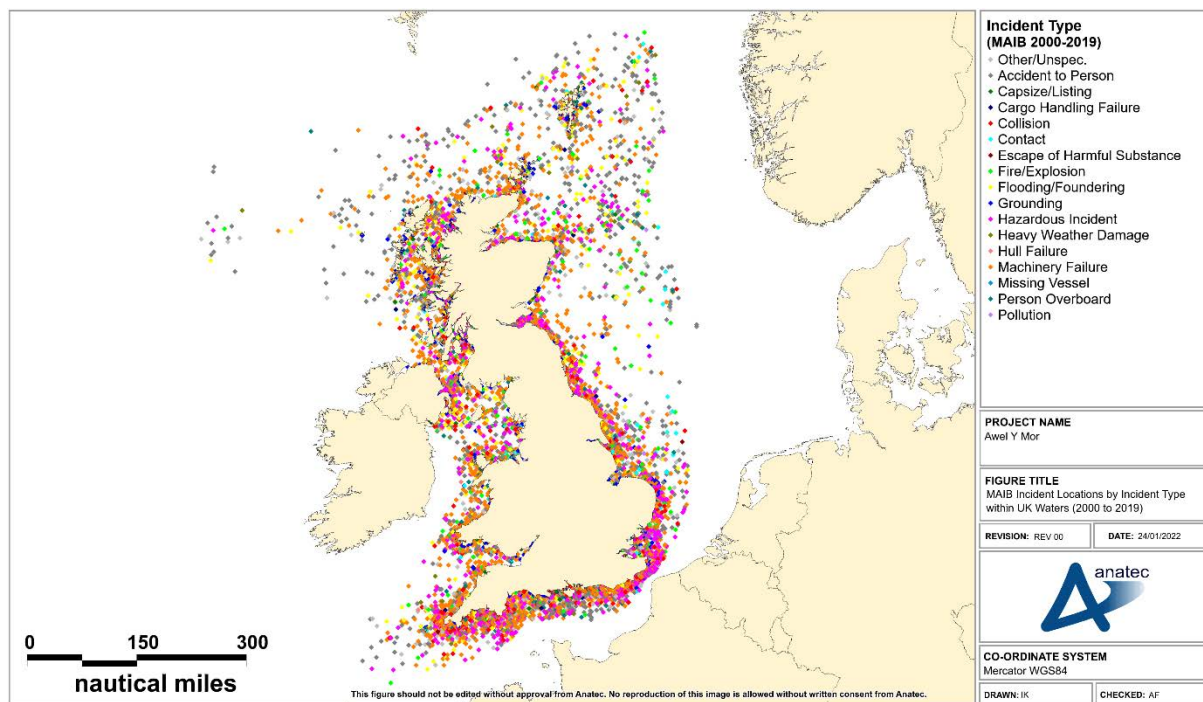 Incident Type
(MAIB 2000-2019)
Other/Unspec.
Accident to Person
Capsize/Listing
Cargo Handling Failure
Collision
Contact
Escape of Harmful Substance
Fire/Explosion
Flooding/Foundering
Grounding
Hazardous Incident
Heavy Weather Damage
Hull Failure
Machinery Failure
Missing Vessel
Person Overboard
Pollution
PROJECT NAME
Awel Y Mor
FIGURE TITLE
MAIB Incident Locations by Incident Type
within UK Waters (2000 to 2019)
REVISION: REV 00
DATE: 24/01/2022
anatec
CO-ORDINATE SYSTEM
Mercator WGS84
DRAWN: IK
CHECKED: AF
0 150 300
nautical miles
This figure should not be edited without approval from Anatec. No reproduction of this image is allowed without written consent from Anatec.